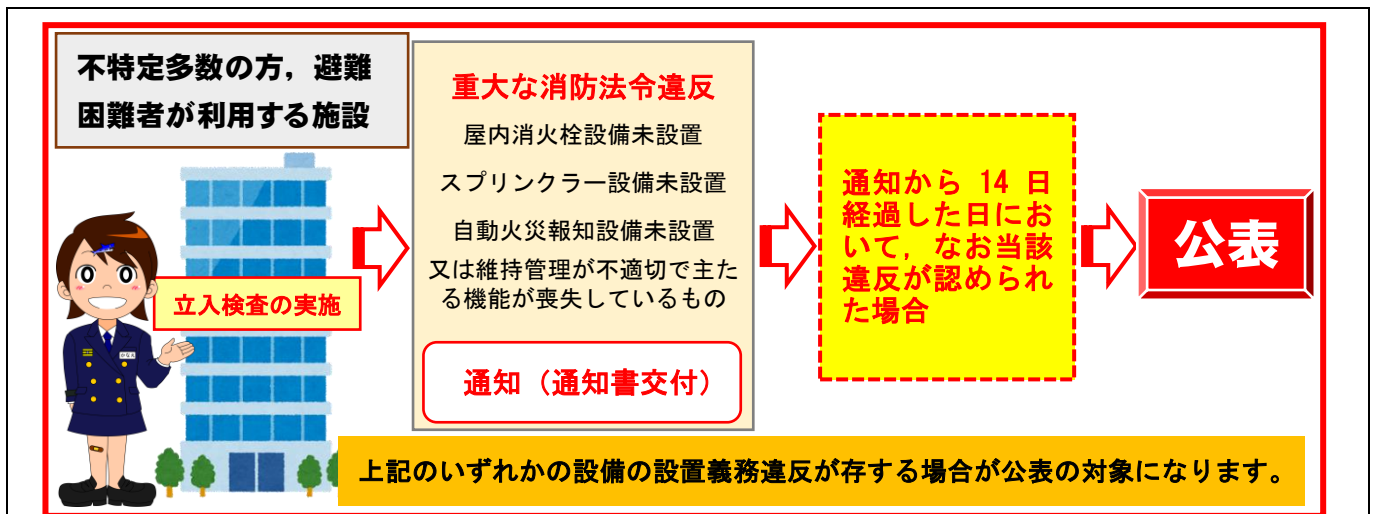 不特定多数の方，避難
困難者が利用する施設
立入検査の実施
重大な消防法令違反
屋内消火栓設備未設置
スプリンクラー設備未設置
自動火災報知設備未設置
又は維持管理が不適切で主た
る機能が喪失しているもの
通知（通知書交付）
通知から 14 日
経過した日にお
いて，なお当該
違反が認められ
た場合
公表
上記のいずれかの設備の設置義務違反が存する場合が公表の対象になります。